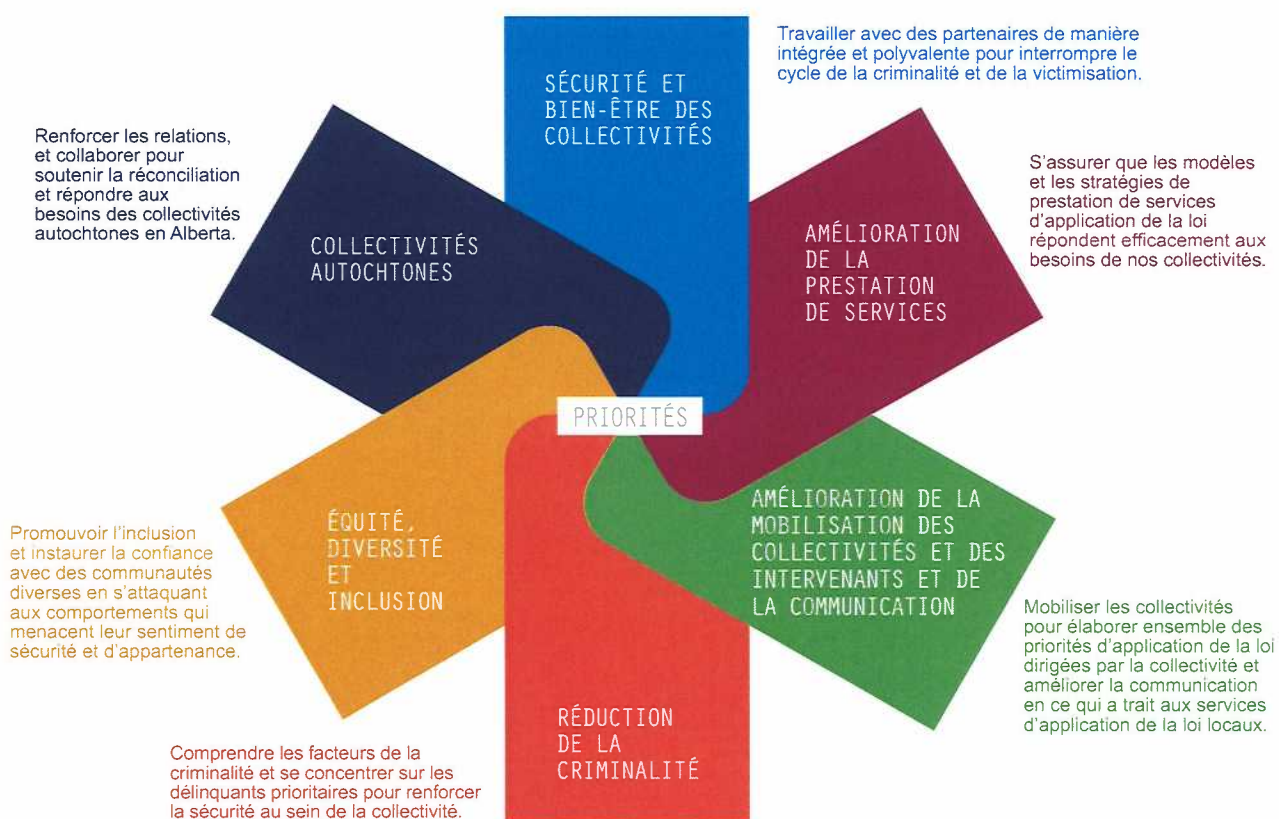 Travailler avec des partenaires de manière
intégrée et polyvalente pour interrompre le
cycle de la criminalité et de la victimisation.
SÉCURITÉ ET
BIEN-ÊTRE DES
COLLECTIVITÉS
Renforcer les relations,
et collaborer pour
soutenir la réconciliation
et répondre aux
besoins des collectivités
autochtones en Alberta.
COLLECTIVITÉS
AUTOCHTONES
AMÉLIORATION
DE LA
PRESTATION
DE SERVICES
S'assurer que les modèles
et les stratégies de
prestation de services
d'application de la loi
répondent efficacement aux
besoins de nos collectivités.
PRIORITÉS
Promouvoir l'inclusion
et instaurer la confiance
avec des communautés
diverses en s'attaquant
aux comportements qui
menacent leur sentiment de
sécurité et d'appartenance.
ÉQUITÉ,
DIVERSITÉ
ET
INCLUSION
AMÉLIORATION DE LA
MOBILISATION DES
COLLECTIVITÉS ET DES
INTERVENANTS ET DE
LA COMMUNICATION
Mobiliser les collectivités
pour élaborer ensemble des
priorités d'application de la loi
dirigées par la collectivité et
améliorer la communication
en ce qui a trait aux services
d'application de la loi locaux.
Comprendre les facteurs de la
criminalité et se concentrer sur les
délinquants prioritaires pour renforcer
la sécurité au sein de la collectivité.
RÉDUCTION
DE LA
CRIMINALITÉ